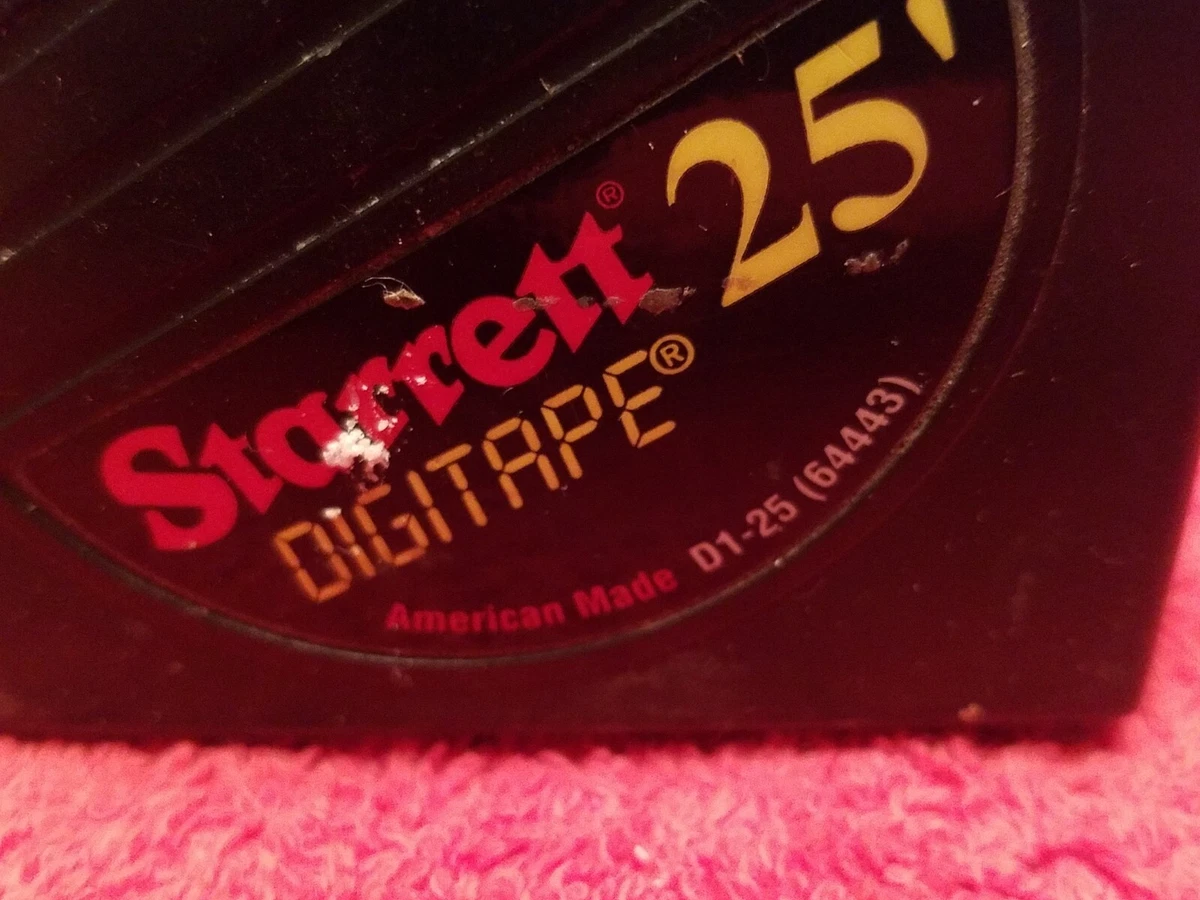 Starrett® 25'
DIGITAPE®
American Made D1-25 (64443)